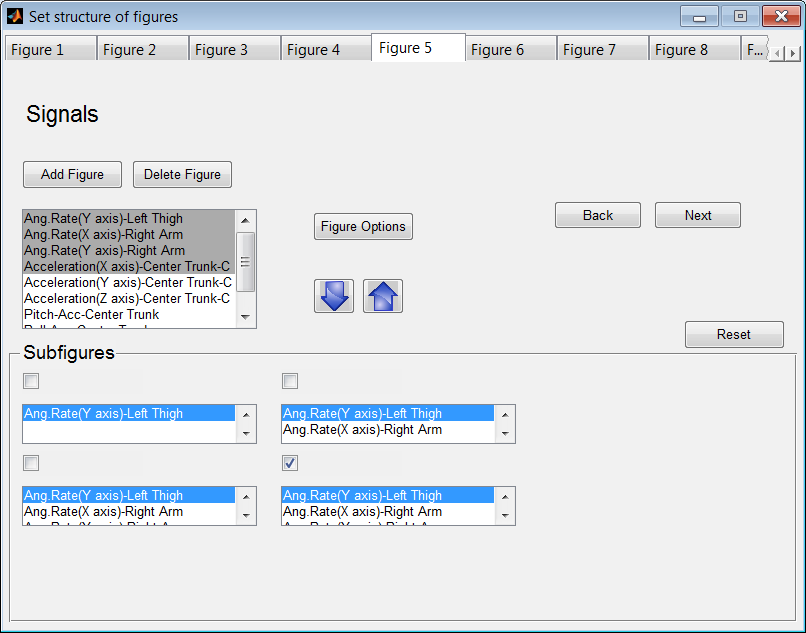 Set structure of figures
Figure 1 Figure 2 Figure 3 Figure 4 Figure 5 Figure 6 Figure 7 Figure 8 F...
Signals
Add Figure Delete Figure
Back Next
Figure Options
Ang.Rate(Y axis)-Left Thigh
Ang.Rate(X axis)-Right Arm
Ang.Rate(Y axis)-Right Arm
Acceleration(X axis)-Center Trunk-C
Acceleration(Y axis)-Center Trunk-C
Acceleration(Z axis)-Center Trunk-C
Pitch-Acc-Center Trunk
Reset
Subfigures
Ang.Rate(Y axis)-Left Thigh
Ang.Rate(Y axis)-Left Thigh
Ang.Rate(X axis)-Right Arm
Ang.Rate(Y axis)-Left Thigh
Ang.Rate(X axis)-Right Arm
Ang.Rate(Y axis)-Left Thigh
Ang.Rate(X axis)-Right Arm